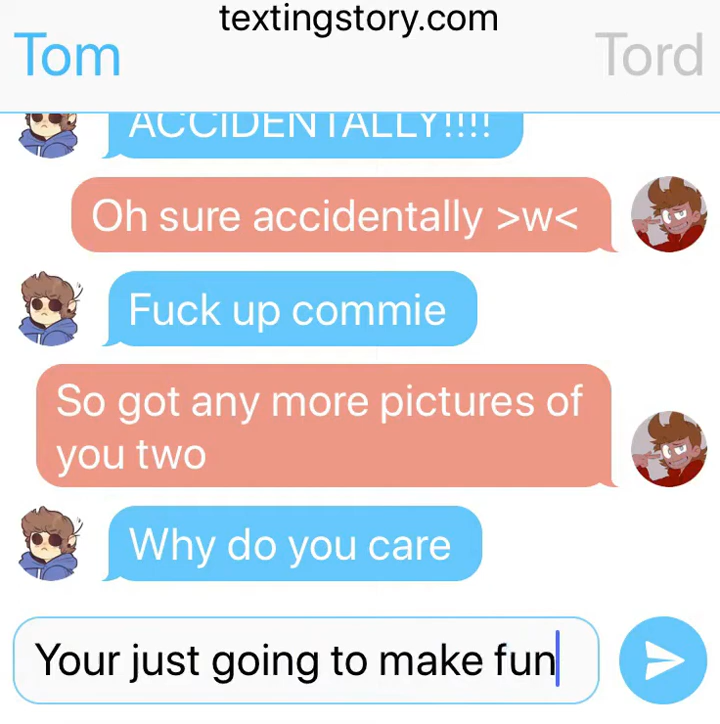 textingstory.com
Tom
Tord
ACCIDENTALLY!!!!
Oh sure accidentally >w<
Fuck up commie
So got any more pictures of
you two
Why do you care
Your just going to make fun